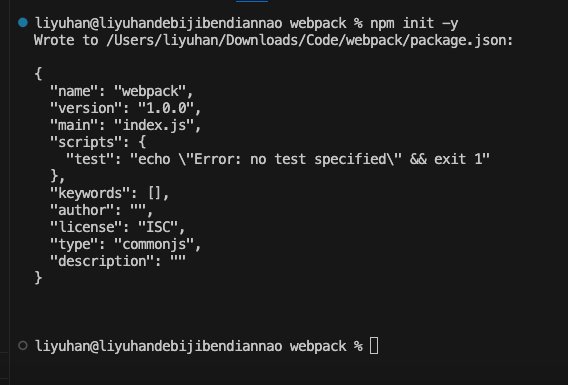 liyuhan@liyuhandebijibendiannao webpack % npm init -y
Wrote to /Users/liyuhan/Downloads/Code/webpack/package.json:
{
  "name": "webpack",
  "version": "1.0.0",
  "main": "index.js",
  "scripts": {
    "test": "echo \"Error: no test specified\" && exit 1"
  },
  "keywords": [],
  "author": "",
  "license": "ISC",
  "type": "commonjs",
  "description": ""
}
liyuhan@liyuhandebijibendiannao webpack %